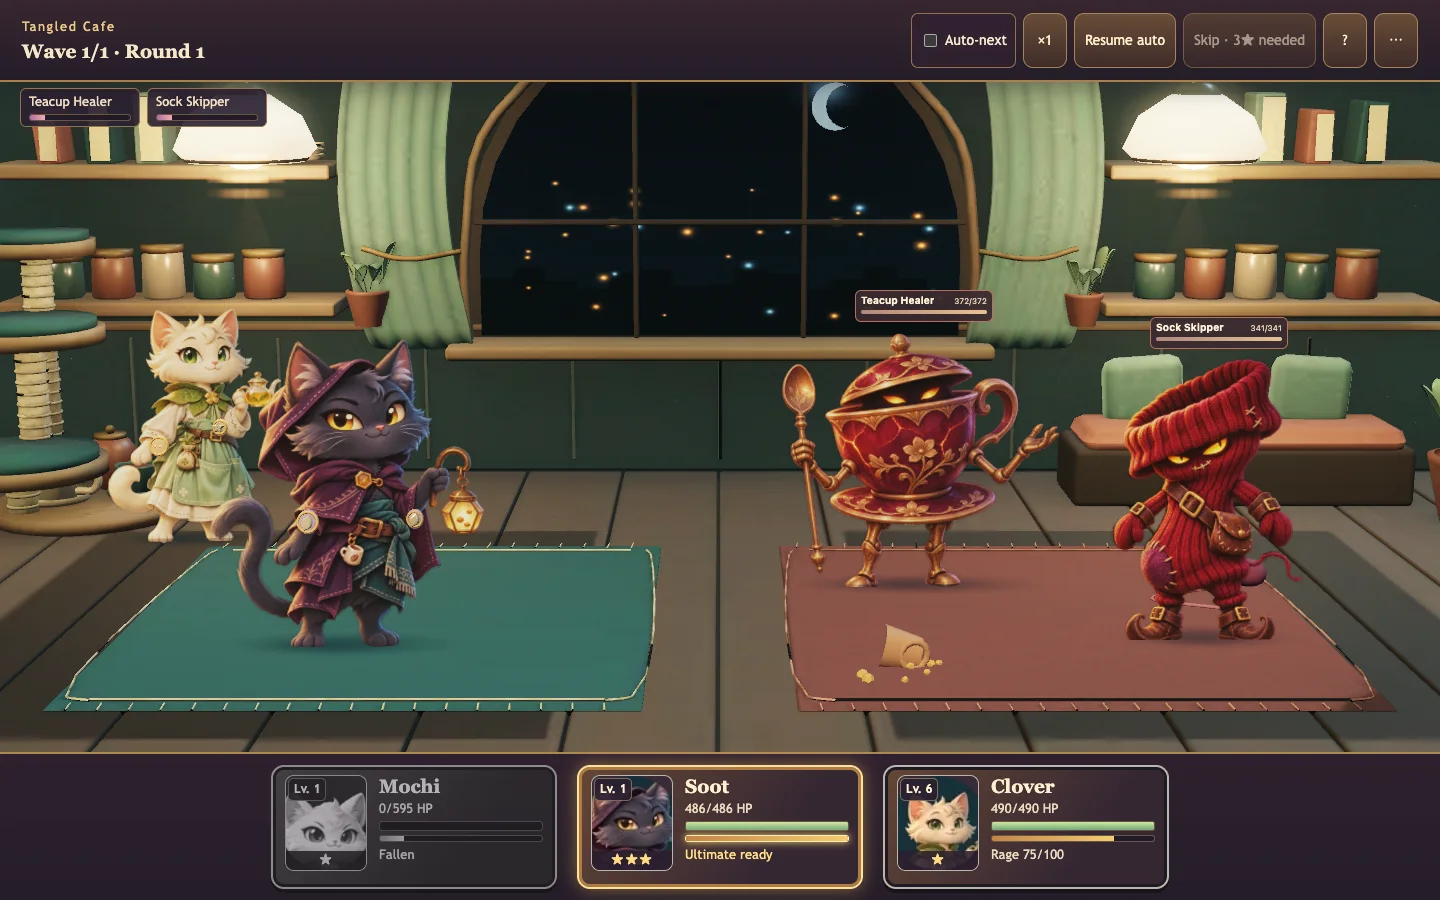 Tangled Cafe
Wave 1/1 · Round 1
Auto-next
×1
Resume auto
Skip · 3★ needed
?
···
Teacup Healer
Sock Skipper
Teacup Healer 372/372
Sock Skipper 341/341
Lv. 1
Mochi
0/595 HP
Fallen
★
Lv. 1
Soot
486/486 HP
Ultimate ready
★★★
Lv. 6
Clover
490/490 HP
Rage 75/100
★